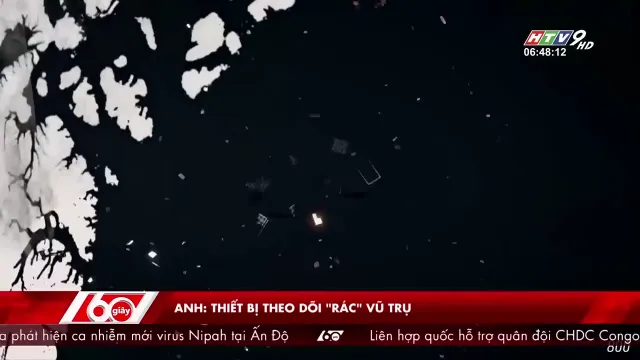 HTV9 HD
06:48:12
60 giây
ANH: THIẾT BỊ THEO DÕI "RÁC" VŨ TRỤ
a phát hiện ca nhiễm mới virus Nipah tại Ấn Độ 60 giây Liên hợp quốc hỗ trợ quân đội CHDC Congo